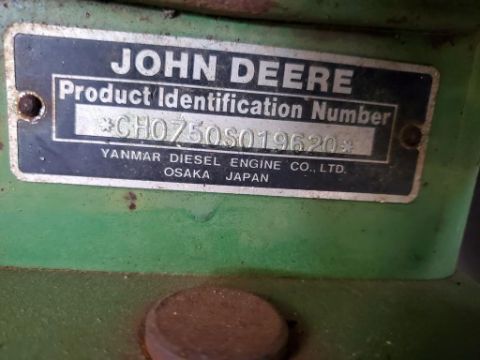 JOHN DEERE
Product Identification Number
*CH0750S019620*
YANMAR DIESEL ENGINE CO., LTD.
OSAKA JAPAN